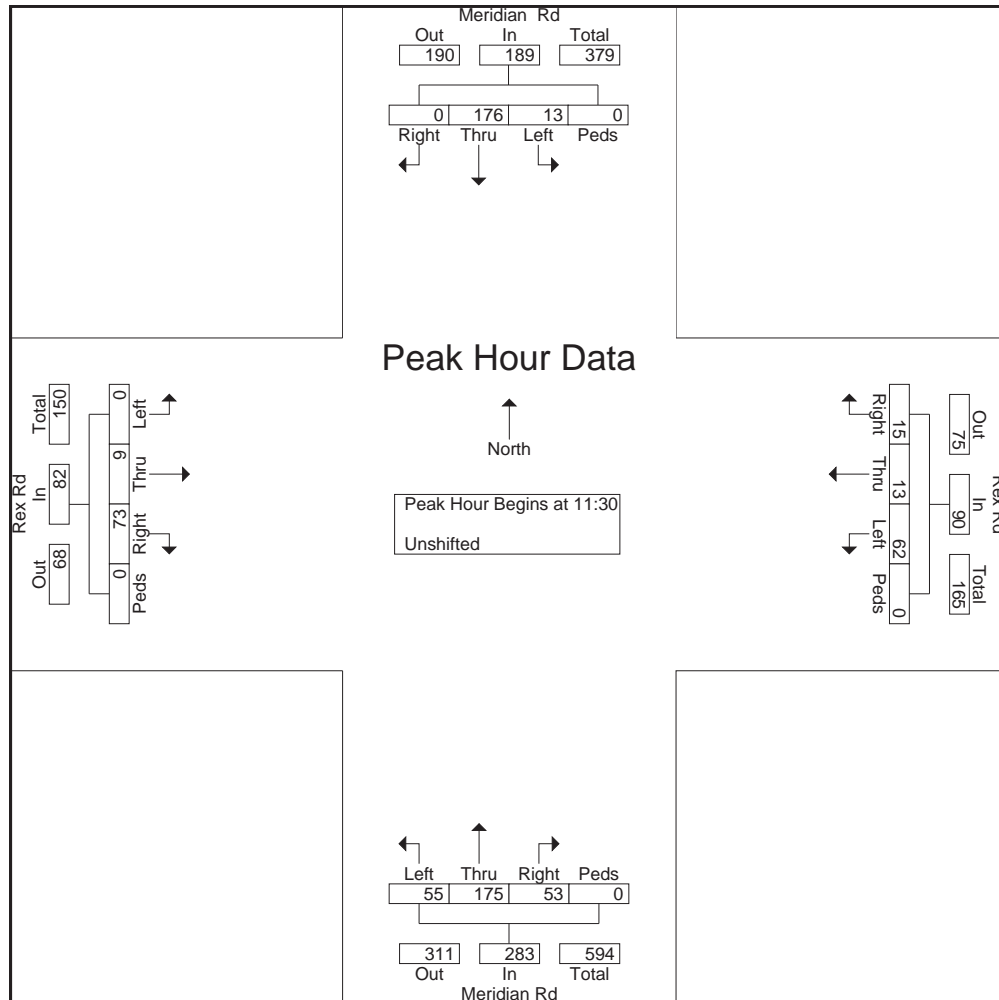 Meridian Rd
Out In Total
190 189 379
0 176 13 0
Right Thru Left Peds
Peak Hour Data
North
Peak Hour Begins at 11:30
Unshifted
Rex Rd
Total In Out
150 82 68
0 9 73 0
Left Thru Right Peds
Right Thru Left Peds
15 13 62 0
75 90 165
Out In Total
Rex Rd
Left Thru Right Peds
55 175 53 0
311 283 594
Out In Total
Meridian Rd